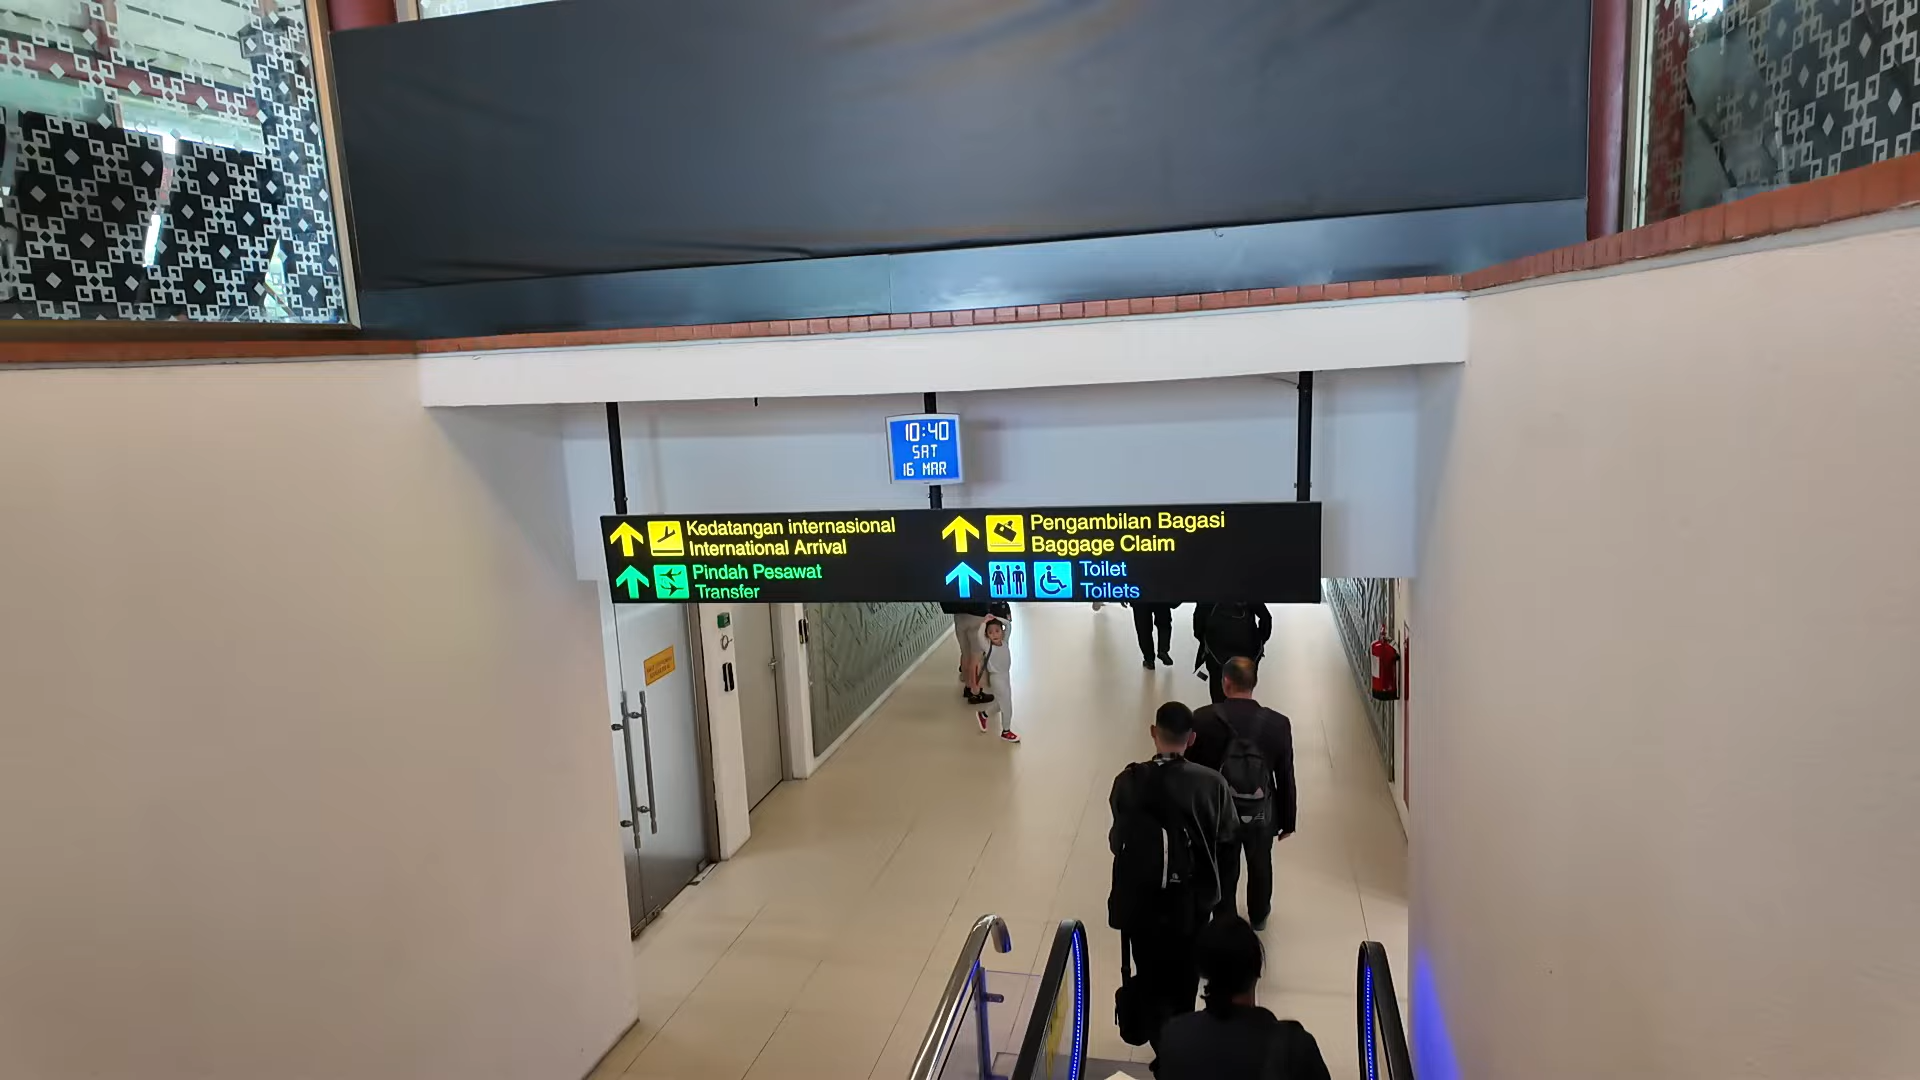 10:40
SAT
16 MAR
Kedatangan internasional
International Arrival
Pindah Pesawat
Transfer
Pengambilan Bagasi
Baggage Claim
Toilet
Toilets